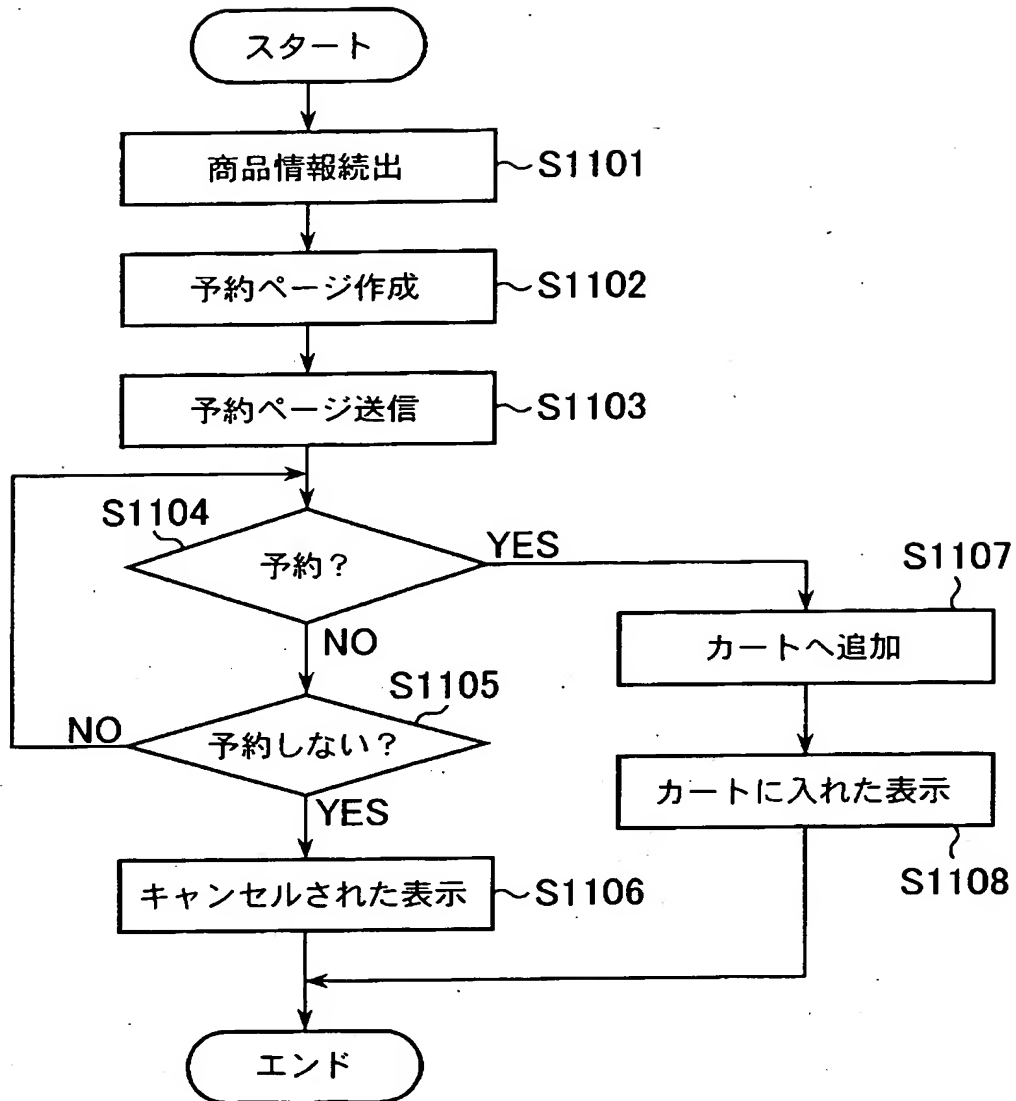 スタート
商品情報続出
S1101
予約ページ作成
S1102
予約ページ送信
S1103
S1104
予約？
YES
NO
S1105
予約しない？
NO
YES
キャンセルされた表示
S1106
S1107
カートへ追加
カートに入れた表示
S1108
エンド